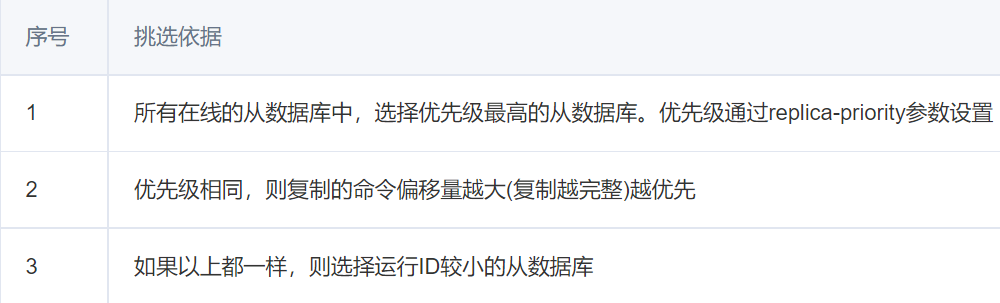 序号 挑选依据
1 所有在线的从数据库中，选择优先级最高的从数据库。优先级通过replica-priority参数设置
2 优先级相同，则复制的命令偏移量越大(复制越完整)越优先
3 如果以上都一样，则选择运行ID较小的从数据库